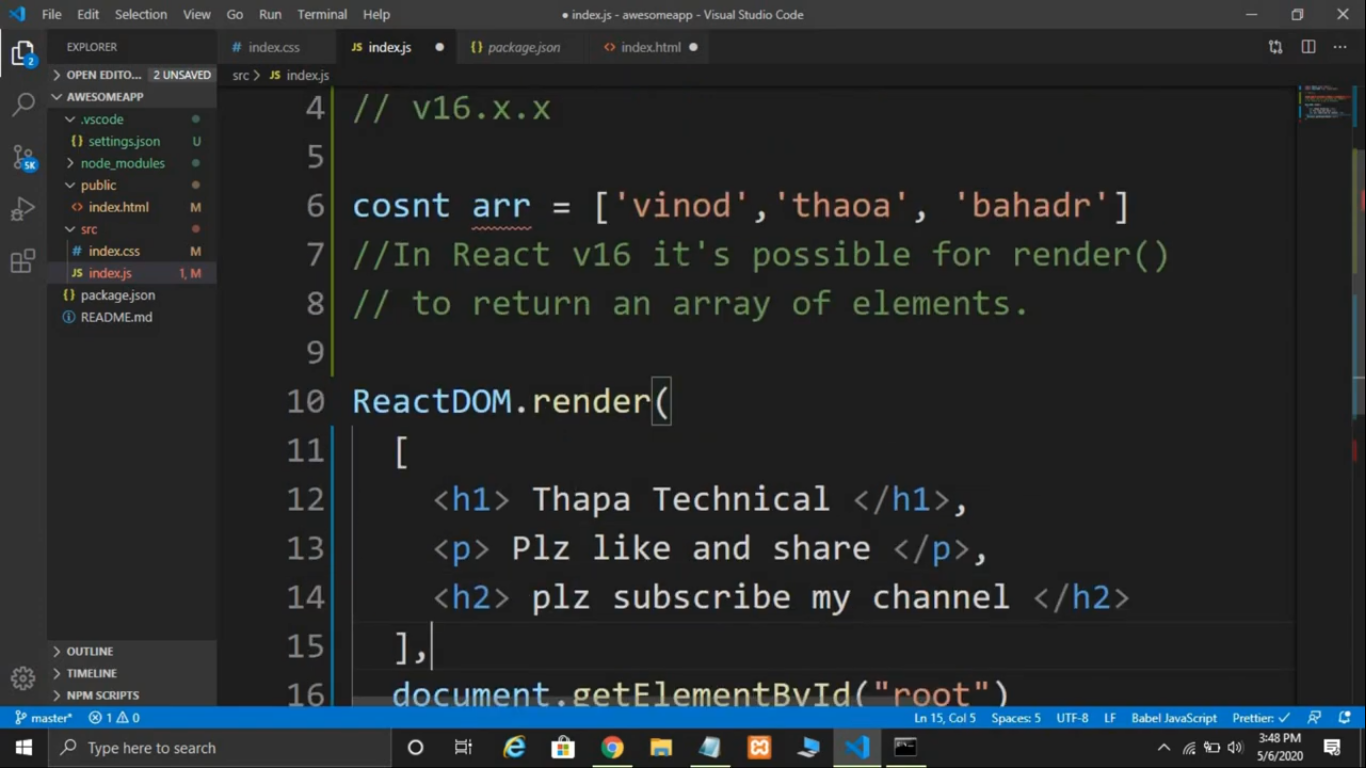 File Edit Selection View Go Run Terminal Help ● index.js - awesomeapp - Visual Studio Code
EXPLORER # index.css JS index.js ● {} package.json <> index.html ●
OPEN EDITO... 2 UNSAVED src > JS index.js
AWESOMEAPP
.vscode
{} settings.json U
node_modules
public
<> index.html M
src
# index.css M
JS index.js 1, M
{} package.json
README.md
OUTLINE
TIMELINE
NPM SCRIPTS
2
5K
4 // v16.x.x
5
6 cosnt arr = ['vinod','thaoa', 'bahadr']
7 //In React v16 it's possible for render()
8 // to return an array of elements.
9
10 ReactDOM.render(
11 [
12 <h1> Thapa Technical </h1>,
13 <p> Plz like and share </p>,
14 <h2> plz subscribe my channel </h2>
15 ],
16 document.getElementById("root")
master* 1 0 Ln 15, Col 5 Spaces: 5 UTF-8 LF Babel JavaScript Prettier: ✓
Type here to search 3:48 PM
5/6/2020